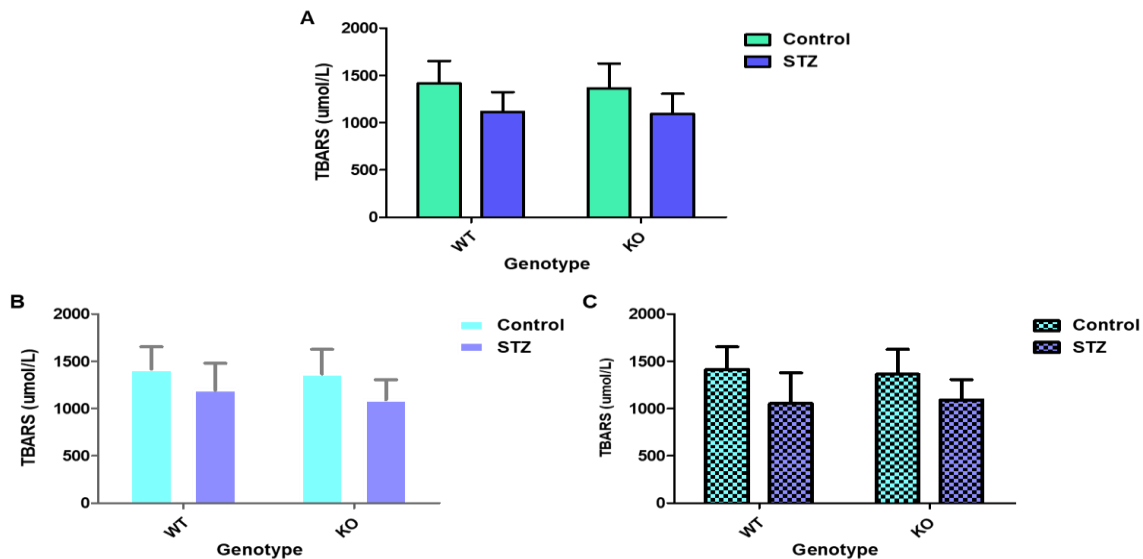 A
TBARS (umol/L)
2000
1500
1000
500
0
WT
KO
Genotype
Control
STZ
B
TBARS (umol/L)
2000
1500
1000
500
0
WT
KO
Genotype
Control
STZ
C
TBARS (umol/L)
2000
1500
1000
500
0
WT
KO
Genotype
Control
STZ